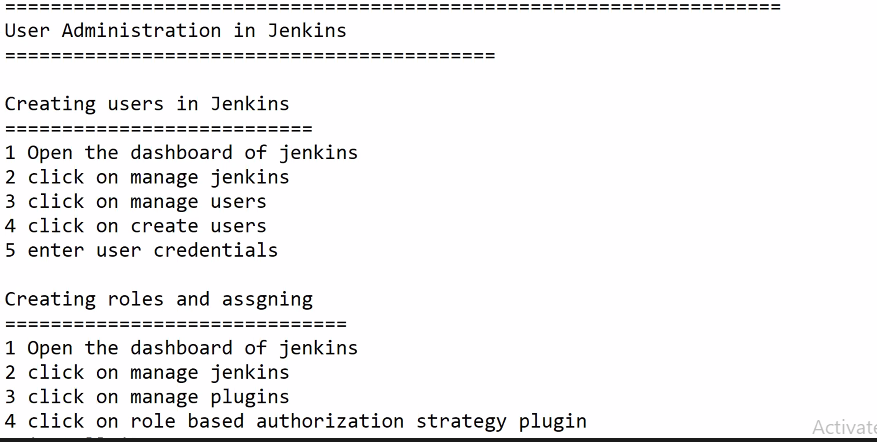 ====================================================================
User Administration in Jenkins
===========================================

Creating users in Jenkins
===========================
1 Open the dashboard of jenkins
2 click on manage jenkins
3 click on manage users
4 click on create users
5 enter user credentials

Creating roles and assgning
==============================
1 Open the dashboard of jenkins
2 click on manage jenkins
3 click on manage plugins
4 click on role based authorization strategy plugin